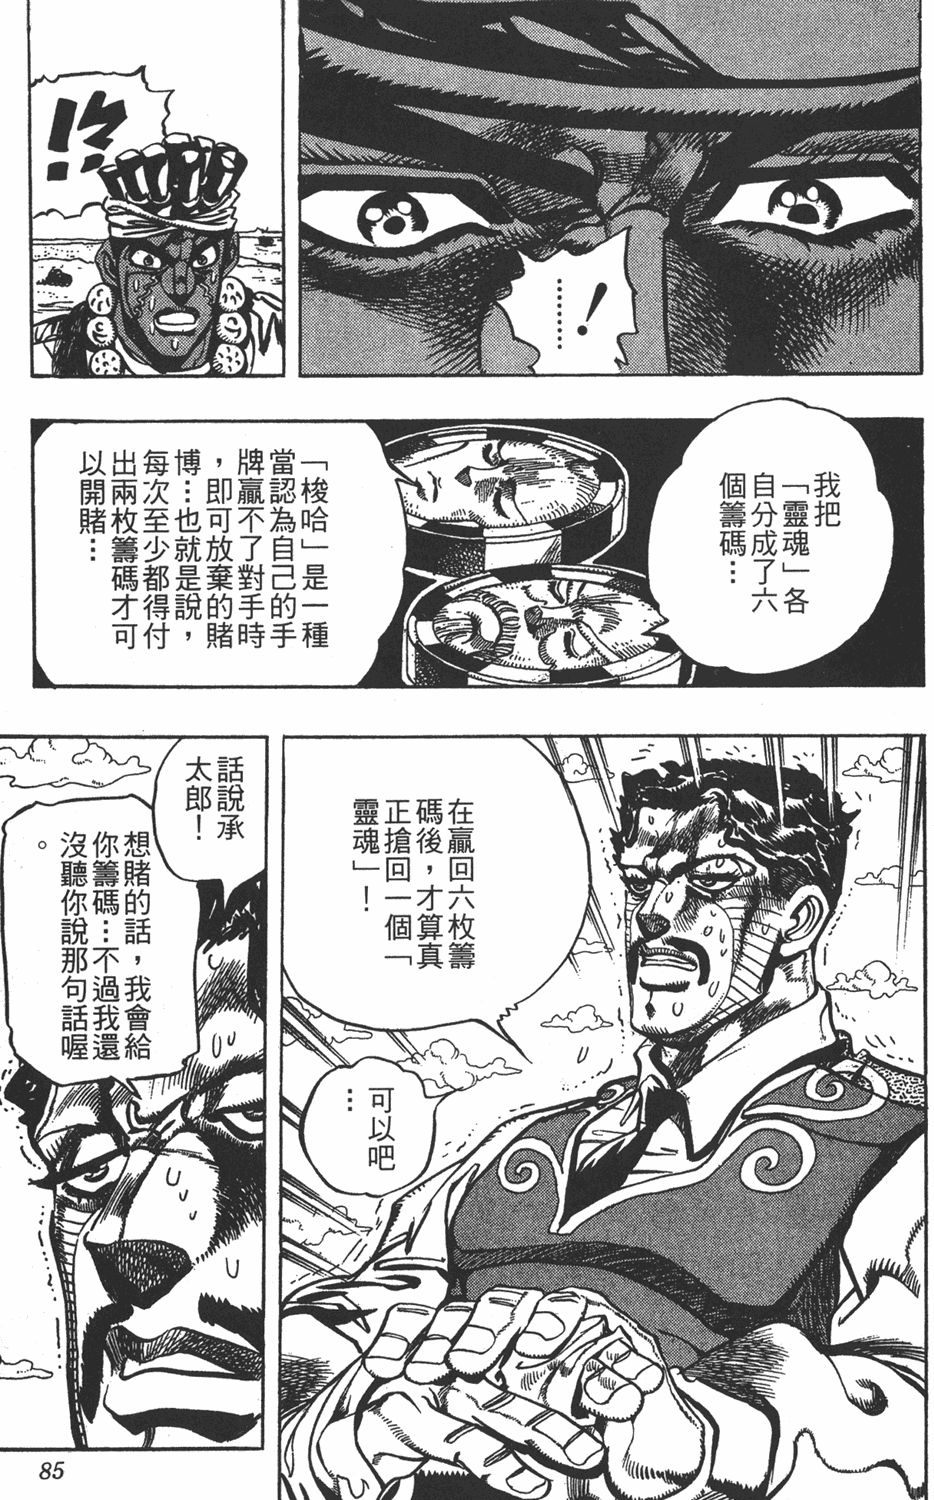 ……！
！？
我把
「靈魂」各
自分成了六
個籌碼…
「梭哈」是一種
當認為自己的手
牌贏不了對手時
，即可放棄的賭
博…也就是說，
每次至少都得付
出兩枚籌碼才可
以開賭…
在贏回六枚籌
碼後，才算真
正搶回一個「
靈魂」！
可以吧
…
話說承
太郎！
想賭的話，我會給
你籌碼…不過我還
沒聽你說那句話喔
。
85